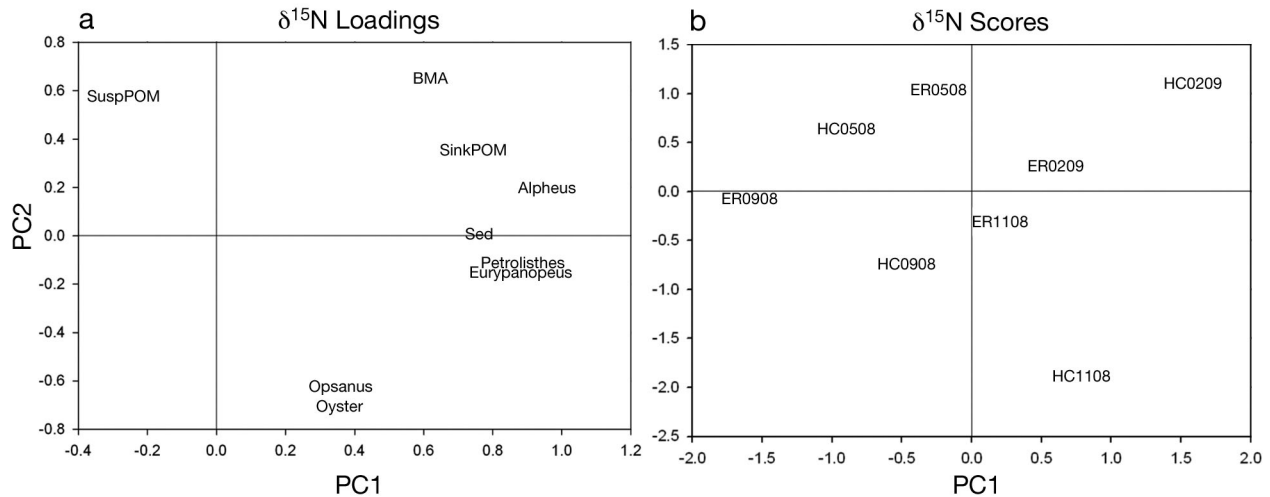 a
δ15N Loadings
0.8
0.6
0.4
0.2
0.0
-0.2
-0.4
-0.6
-0.8
PC2
SuspPOM
BMA
SinkPOM
Alpheus
Sed
Petrolisthes
Eurypanopeus
Opsanus
Oyster
-0.4 -0.2 0.0 0.2 0.4 0.6 0.8 1.0 1.2
PC1
b
δ15N Scores
1.5
1.0
0.5
0.0
-0.5
-1.0
-1.5
-2.0
-2.5
HC0209
ER0508
HC0508
ER0209
ER0908
ER1108
HC0908
HC1108
-2.0 -1.5 -1.0 -0.5 0.0 0.5 1.0 1.5 2.0
PC1